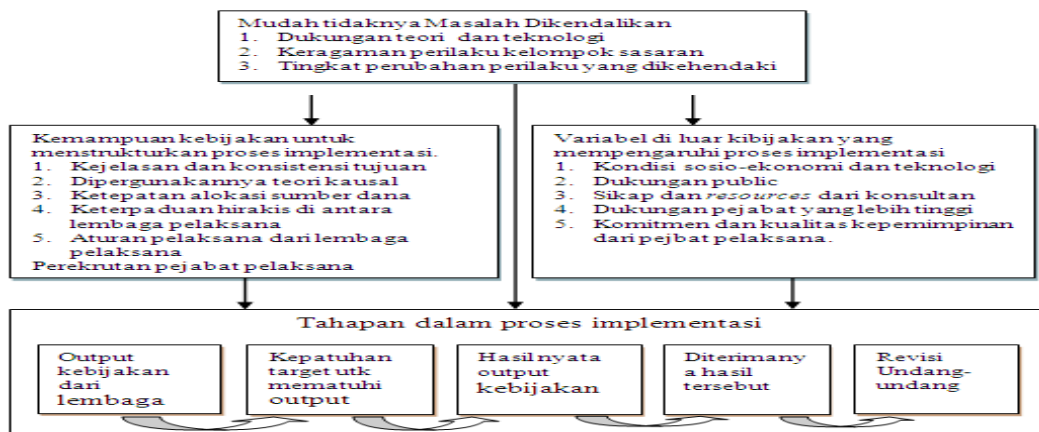 Mudah tidaknya Masalah Dikendalikan
1. Dukungan teori dan teknologi
2. Keragaman perilaku kelompok sasaran
3. Tingkat perubahan perilaku yang dikehendaki
Kemampuan kebijakan untuk
menstrukturkan proses implementasi.
1. Kejelasan dan konsistensi tujuan
2. Dipergunakannya teori kausal
3. Ketepatan alokasi sumber dana
4. Keterpaduan hirakis di antara
lembaga pelaksana
5. Aturan pelaksana dari lembaga
pelaksana
Perekrutan pejabat pelaksana
Variabel di luar kibijakan yang
mempengaruhi proses implementasi
1. Kondisi sosio-ekonomi dan teknologi
2. Dukungan public
3. Sikap dan resources dari konsultan
4. Dukungan pejabat yang lebih tinggi
5. Komitmen dan kualitas kepemimpinan
dari pejbat pelaksana.
Tahapan dalam proses implementasi
Output
kebijakan
dari
lembaga
Kepatuhan
target utk
mematuhi
output
Hasil nyata
output
kebijakan
Diterimany
a hasil
tersebut
Revisi
Undang-
undang